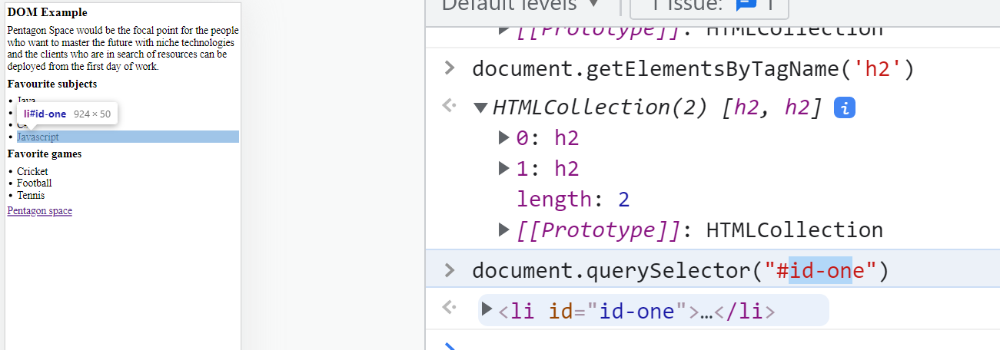 DOM Example
Pentagon Space would be the focal point for the people
who want to master the future with niche technologies
and the clients who are in search of resources can be
deployed from the first day of work.
Favourite subjects
Java
li#id-one 924 × 50
Javascript
Favorite games
Cricket
Football
Tennis
Pentagon space
Default levels ▼ 1 Issue: 1
[[Prototype]]: HTMLCollection
document.getElementsByTagName('h2')
HTMLCollection(2) [h2, h2] i
0: h2
1: h2
length: 2
[[Prototype]]: HTMLCollection
document.querySelector("#id-one")
<li id="id-one">…</li>